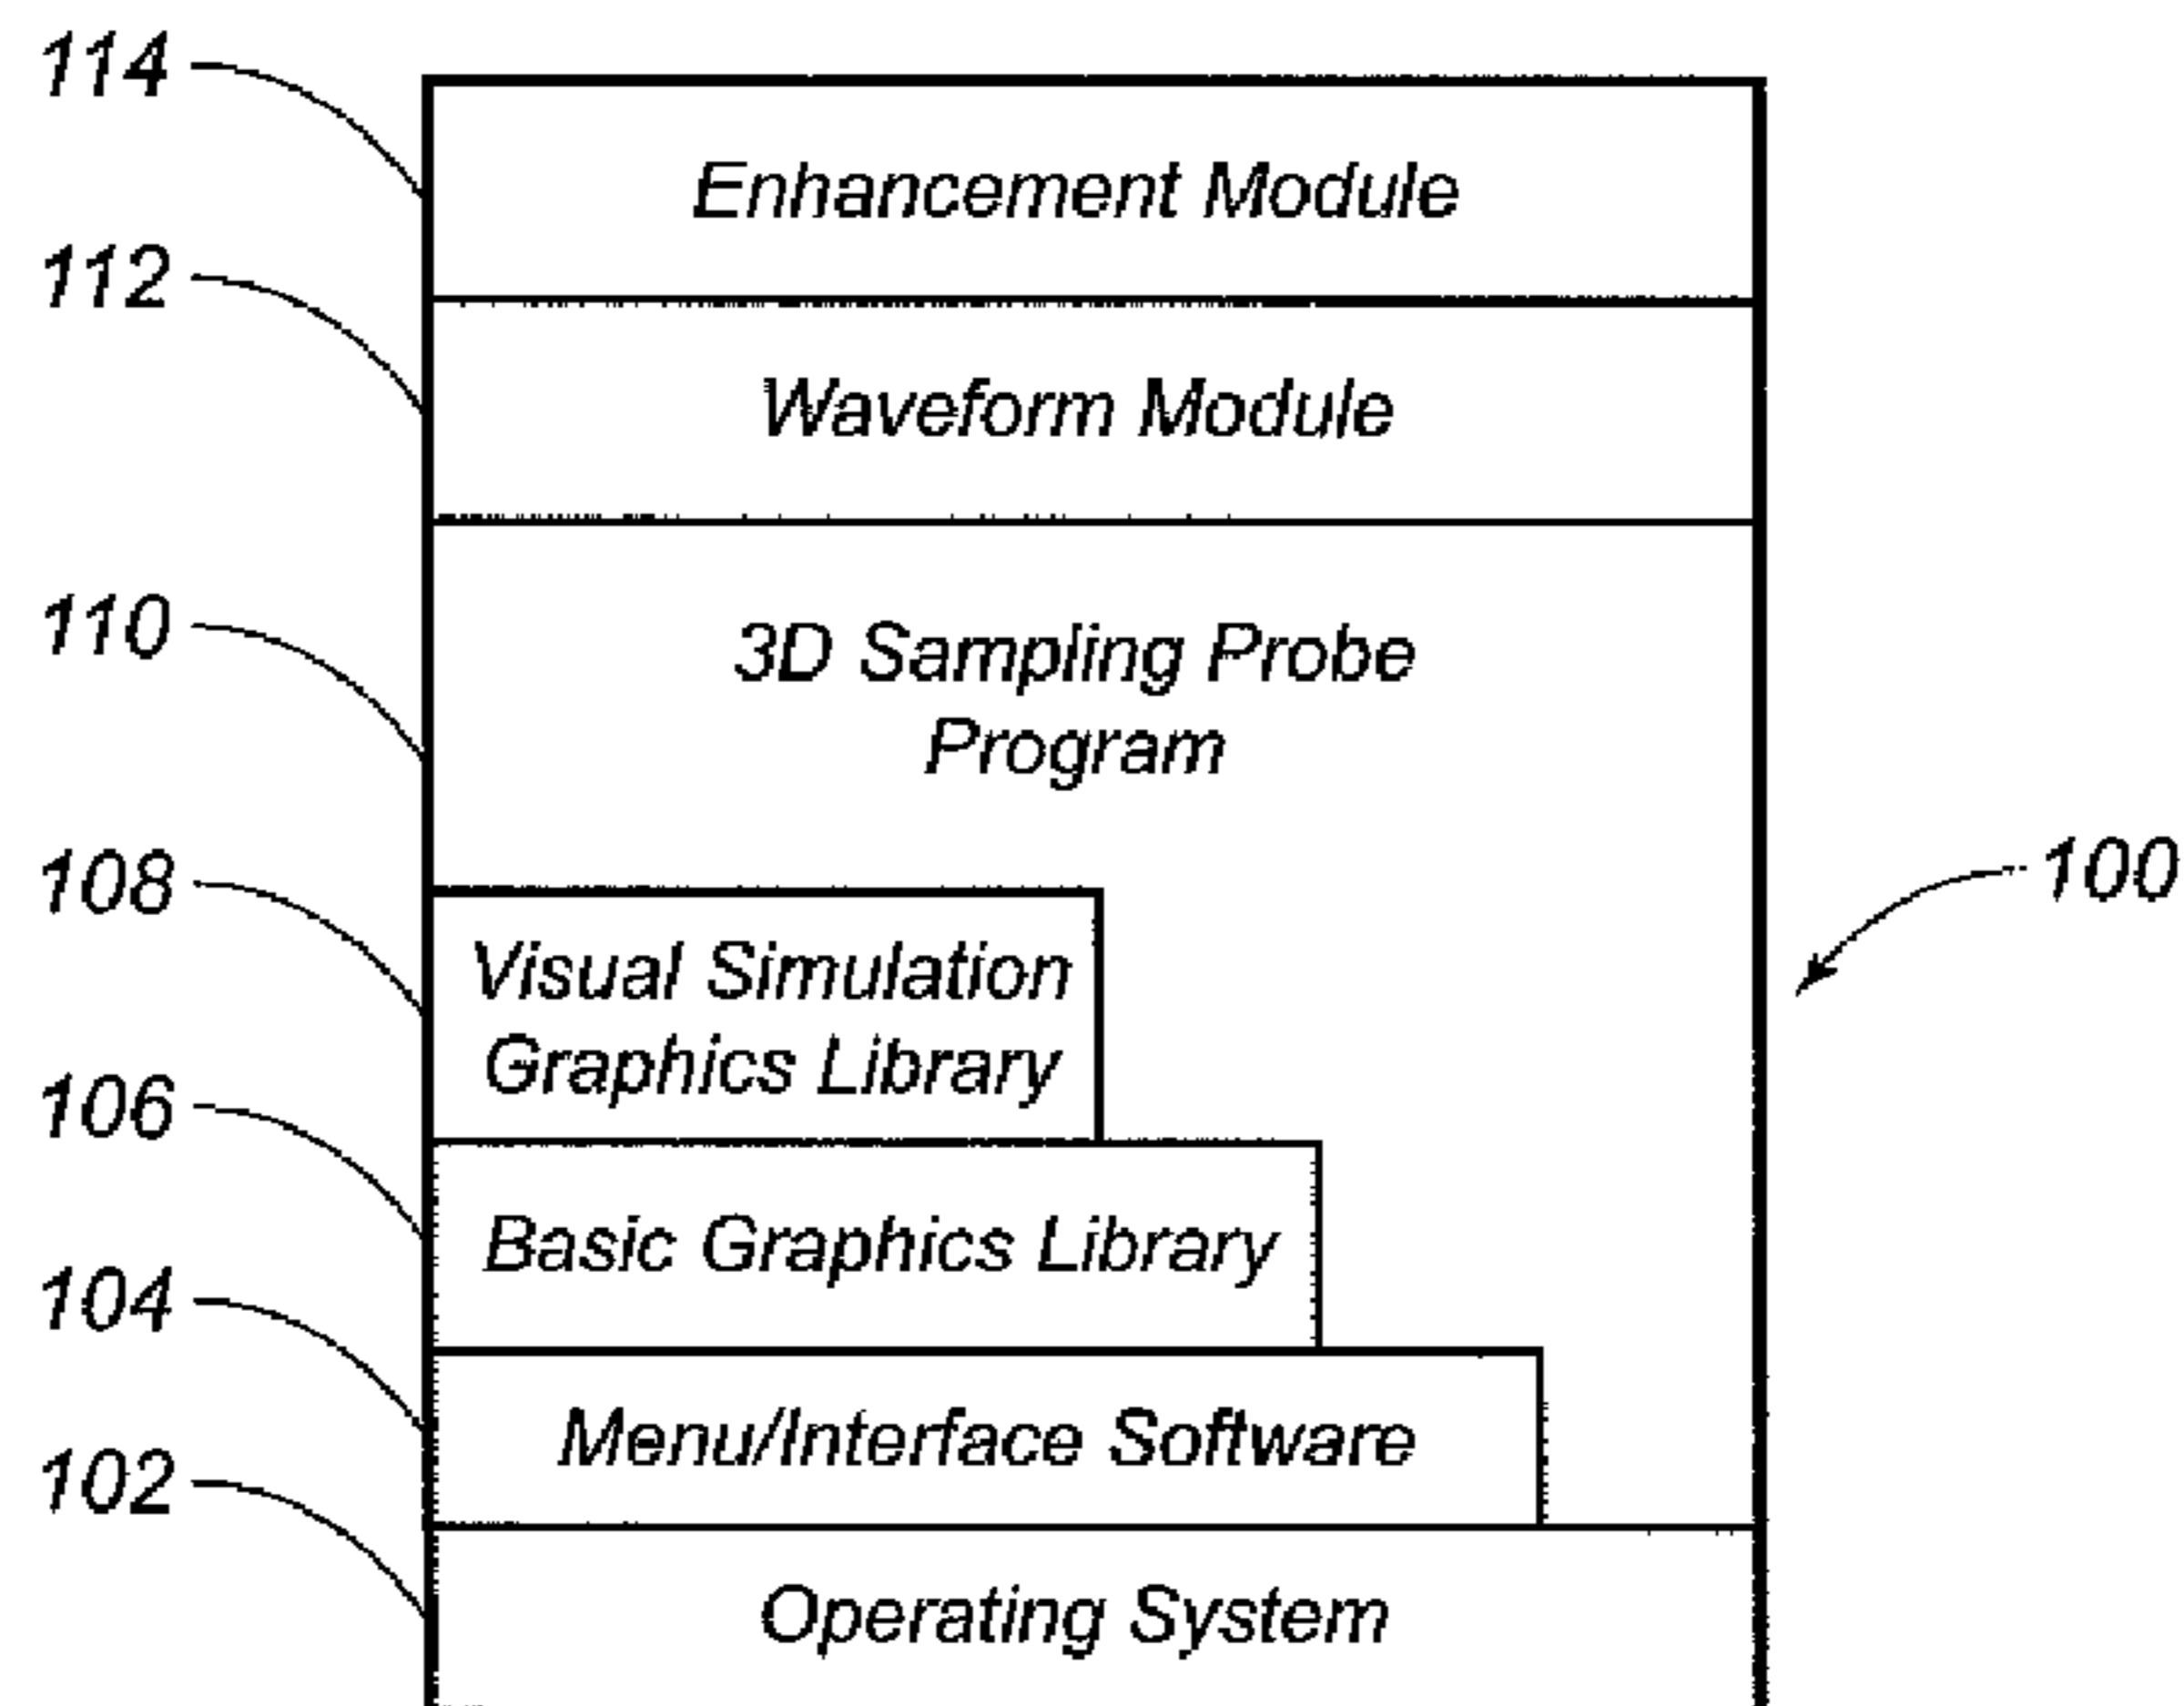 114
Enhancement Module
112
Waveform Module
110
3D Sampling Probe
Program
108
100
Visual Simulation
Graphics Library
106
Basic Graphics Library
104
Menu/Interface Software
102
Operating System